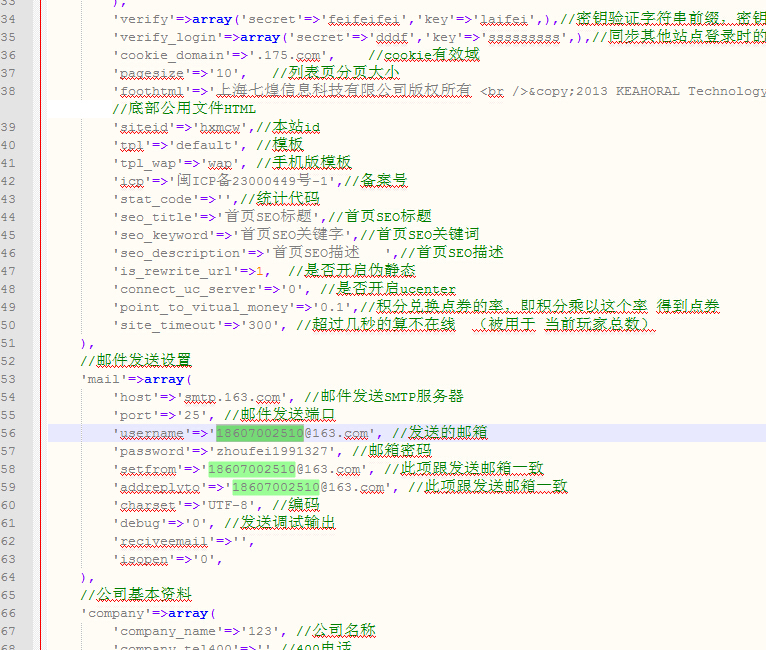 33 ),
34 'verify'=>array('secret'=>'feifeifei','key'=>'laifei',),//密钥验证字符串前缀，密钥
35 'verify_login'=>array('secret'=>'dddf','key'=>'sssssssss',),//同步其他站点登录时的
36 'cookie_domain'=>'.175.com', //cookie有效域
37 'pagesize'=>'10', //列表页分页大小
38 'foothtml'=>'上海七煌信息科技有限公司版权所有 <br />&copy;2013 KEAHORAL Technology
//底部公用文件HTML
39 'siteid'=>'hxmcw',//本站id
40 'tpl'=>'default', //模板
41 'tpl_wap'=>'wap', //手机版模板
42 'icp'=>'闽ICP备23000449号-1',//备案号
43 'stat_code'=>'',//统计代码
44 'seo_title'=>'首页SEO标题',//首页SEO标题
45 'seo_keyword'=>'首页SEO关键字',//首页SEO关键词
46 'seo_description'=>'首页SEO描述 ',//首页SEO描述
47 'is_rewrite_url'=>1, //是否开启伪静态
48 'connect_uc_server'=>'0', //是否开启ucenter
49 'point_to_vitual_money'=>'0.1',//积分兑换点券的率，即积分乘以这个率 得到点券
50 'site_timeout'=>'300', //超过几秒的算不在线 （被用于 当前玩家总数）
51 ),
52 //邮件发送设置
53 'mail'=>array(
54 'host'=>'smtp.163.com', //邮件发送SMTP服务器
55 'port'=>'25', //邮件发送端口
56 'username'=>'18607002510@163.com', //发送的邮箱
57 'password'=>'zhoufei1991327', //邮箱密码
58 'setfrom'=>'18607002510@163.com', //此项跟发送邮箱一致
59 'addreplyto'=>'18607002510@163.com', //此项跟发送邮箱一致
60 'charset'=>'UTF-8', //编码
61 'debug'=>'0', //发送调试输出
62 'reciveemail'=>'',
63 'isopen'=>'0',
64 ),
65 //公司基本资料
66 'company'=>array(
67 'company_name'=>'123', //公司名称
68 'company_tel400'=>'' //400电话